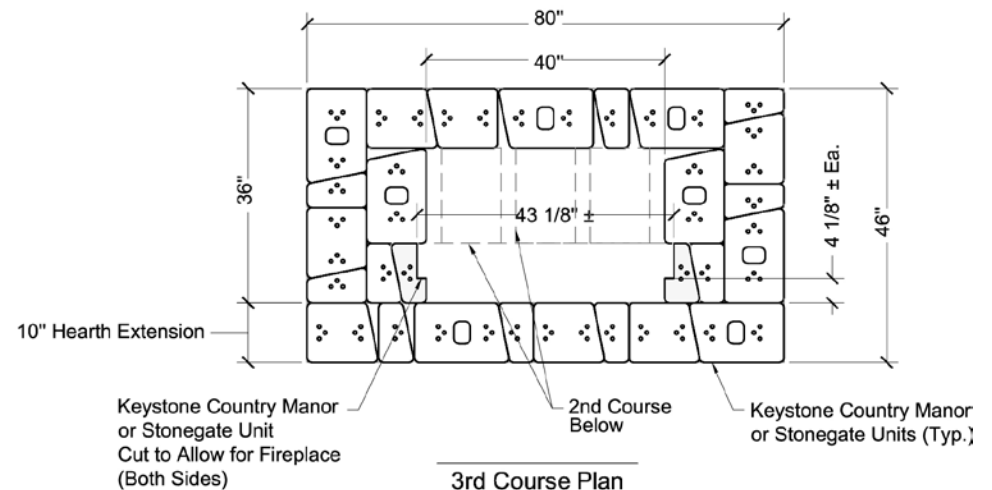 80"
40"
36"
43 1/8" ±
4 1/8" ± Ea.
46"
10" Hearth Extension
Keystone Country Manor
or Stonegate Unit
Cut to Allow for Fireplace
(Both Sides)
2nd Course
Below
Keystone Country Manor
or Stonegate Units (Typ.)
3rd Course Plan